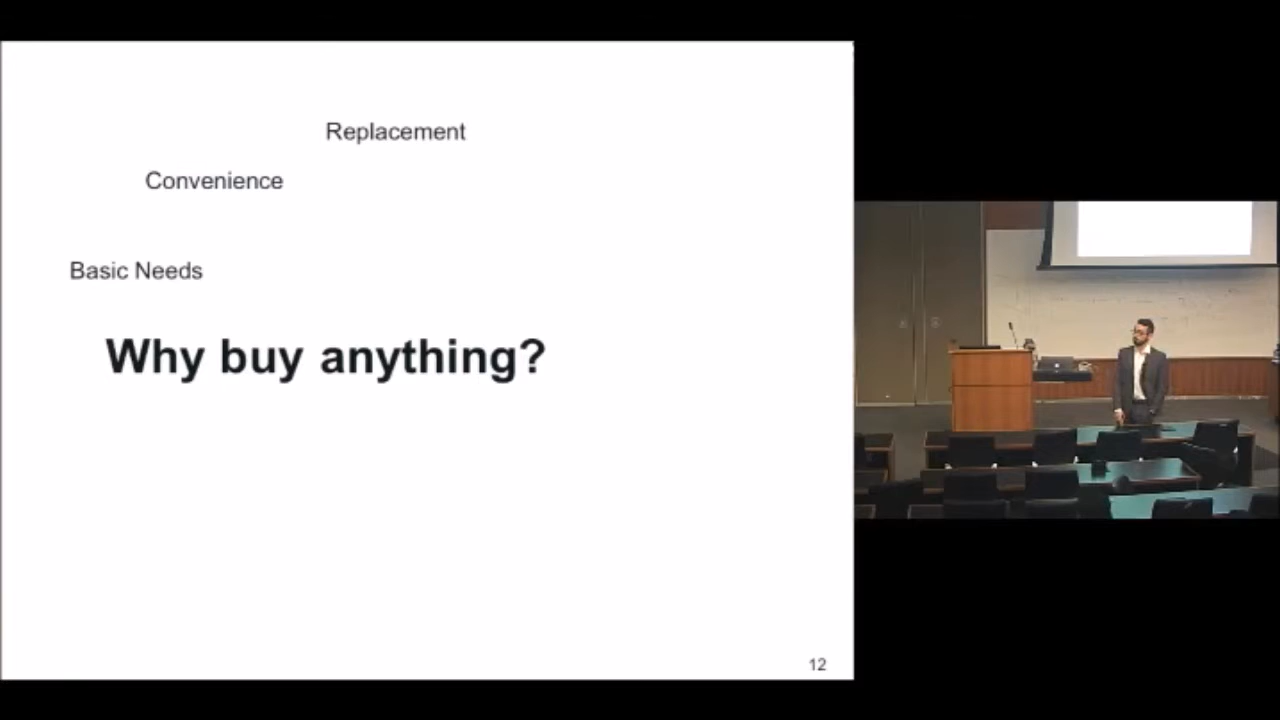 Replacement
Convenience
Basic Needs
Why buy anything?
12